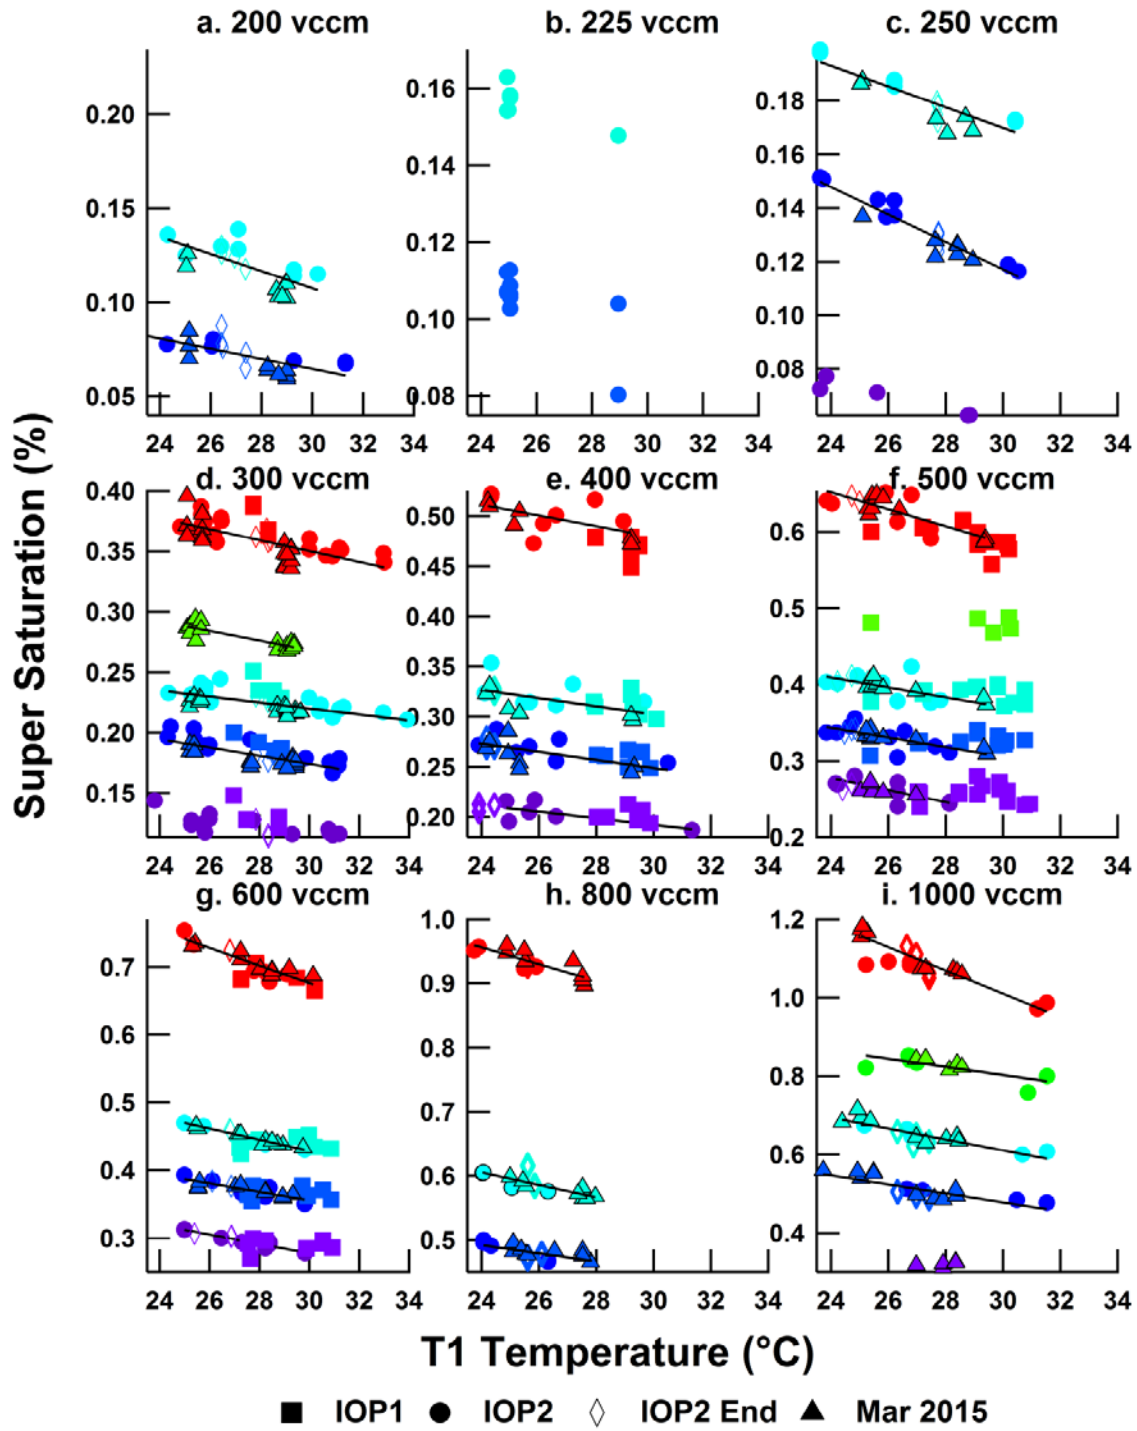 a. 200 vccm
b. 225 vccm
c. 250 vccm
0.20
0.15
0.10
0.05
24 26 28 30 32 34
0.16
0.14
0.12
0.10
0.08
24 26 28 30 32 34
0.18
0.16
0.14
0.12
0.10
0.08
24 26 28 30 32 34
Super Saturation (%)
d. 300 vccm
e. 400 vccm
f. 500 vccm
0.40
0.35
0.30
0.25
0.20
0.15
24 26 28 30 32 34
0.50
0.45
0.40
0.35
0.30
0.25
0.20
24 26 28 30 32 34
0.6
0.5
0.4
0.3
0.2
24 26 28 30 32 34
g. 600 vccm
h. 800 vccm
i. 1000 vccm
0.7
0.6
0.5
0.4
0.3
24 26 28 30 32 34
1.0
0.9
0.8
0.7
0.6
0.5
24 26 28 30 32 34
1.2
1.0
0.8
0.6
0.4
24 26 28 30 32 34
T1 Temperature (°C)
IOP1 IOP2 IOP2 End Mar 2015